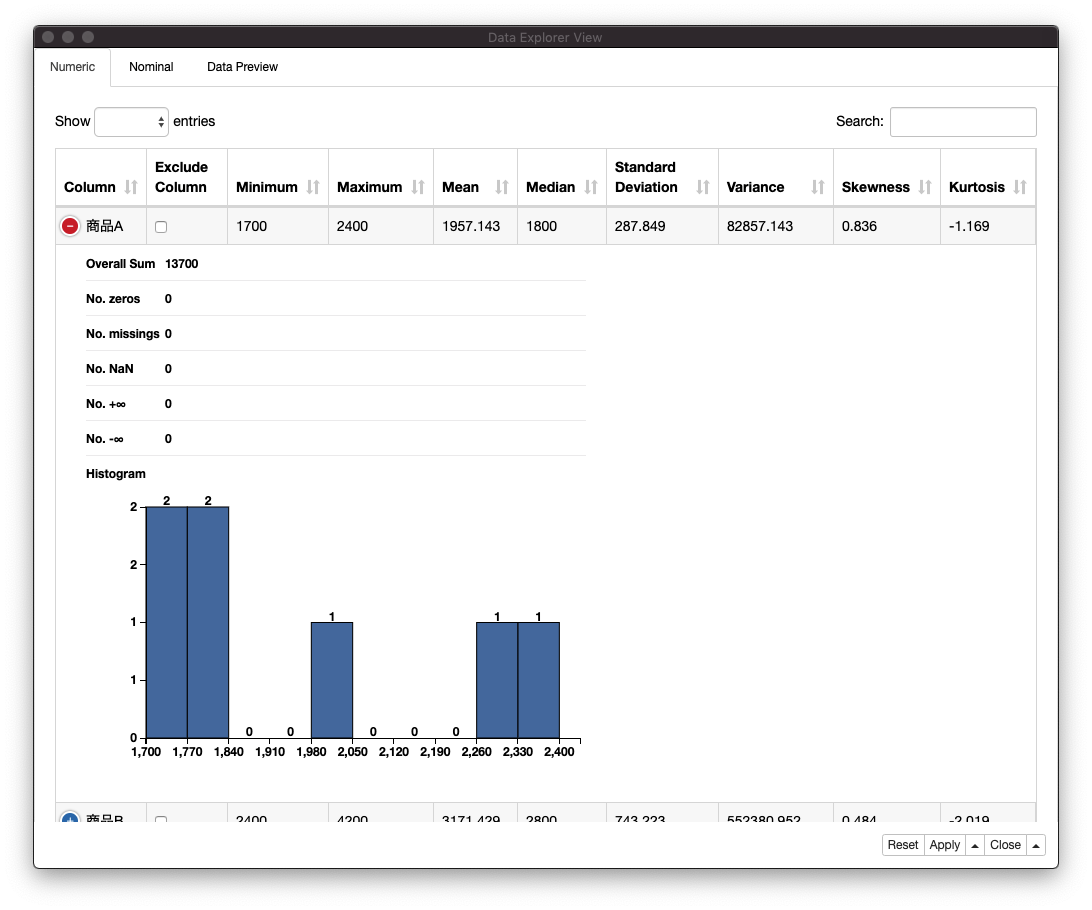 Data Explorer View
Numeric Nominal Data Preview
Show entries Search:
Column Exclude Column Minimum Maximum Mean Median Standard Deviation Variance Skewness Kurtosis
商品A 1700 2400 1957.143 1800 287.849 82857.143 0.836 -1.169
Overall Sum 13700
No. zeros 0
No. missings 0
No. NaN 0
No. +∞ 0
No. -∞ 0
Histogram
2 2
2
2
1 1 1
1
1
0 0 0 0 0
0
1,700 1,770 1,840 1,910 1,980 2,050 2,120 2,190 2,260 2,330 2,400
商品B 2400 4200 3171.429 2800 743.223 552380.952 0.484 -2.019
Reset Apply Close